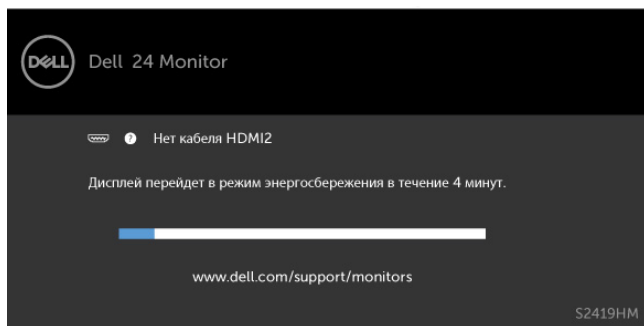 DELL
Dell 24 Monitor
? Нет кабеля HDMI2
Дисплей перейдет в режим энергосбережения в течение 4 минут.
www.dell.com/support/monitors
S2419HM